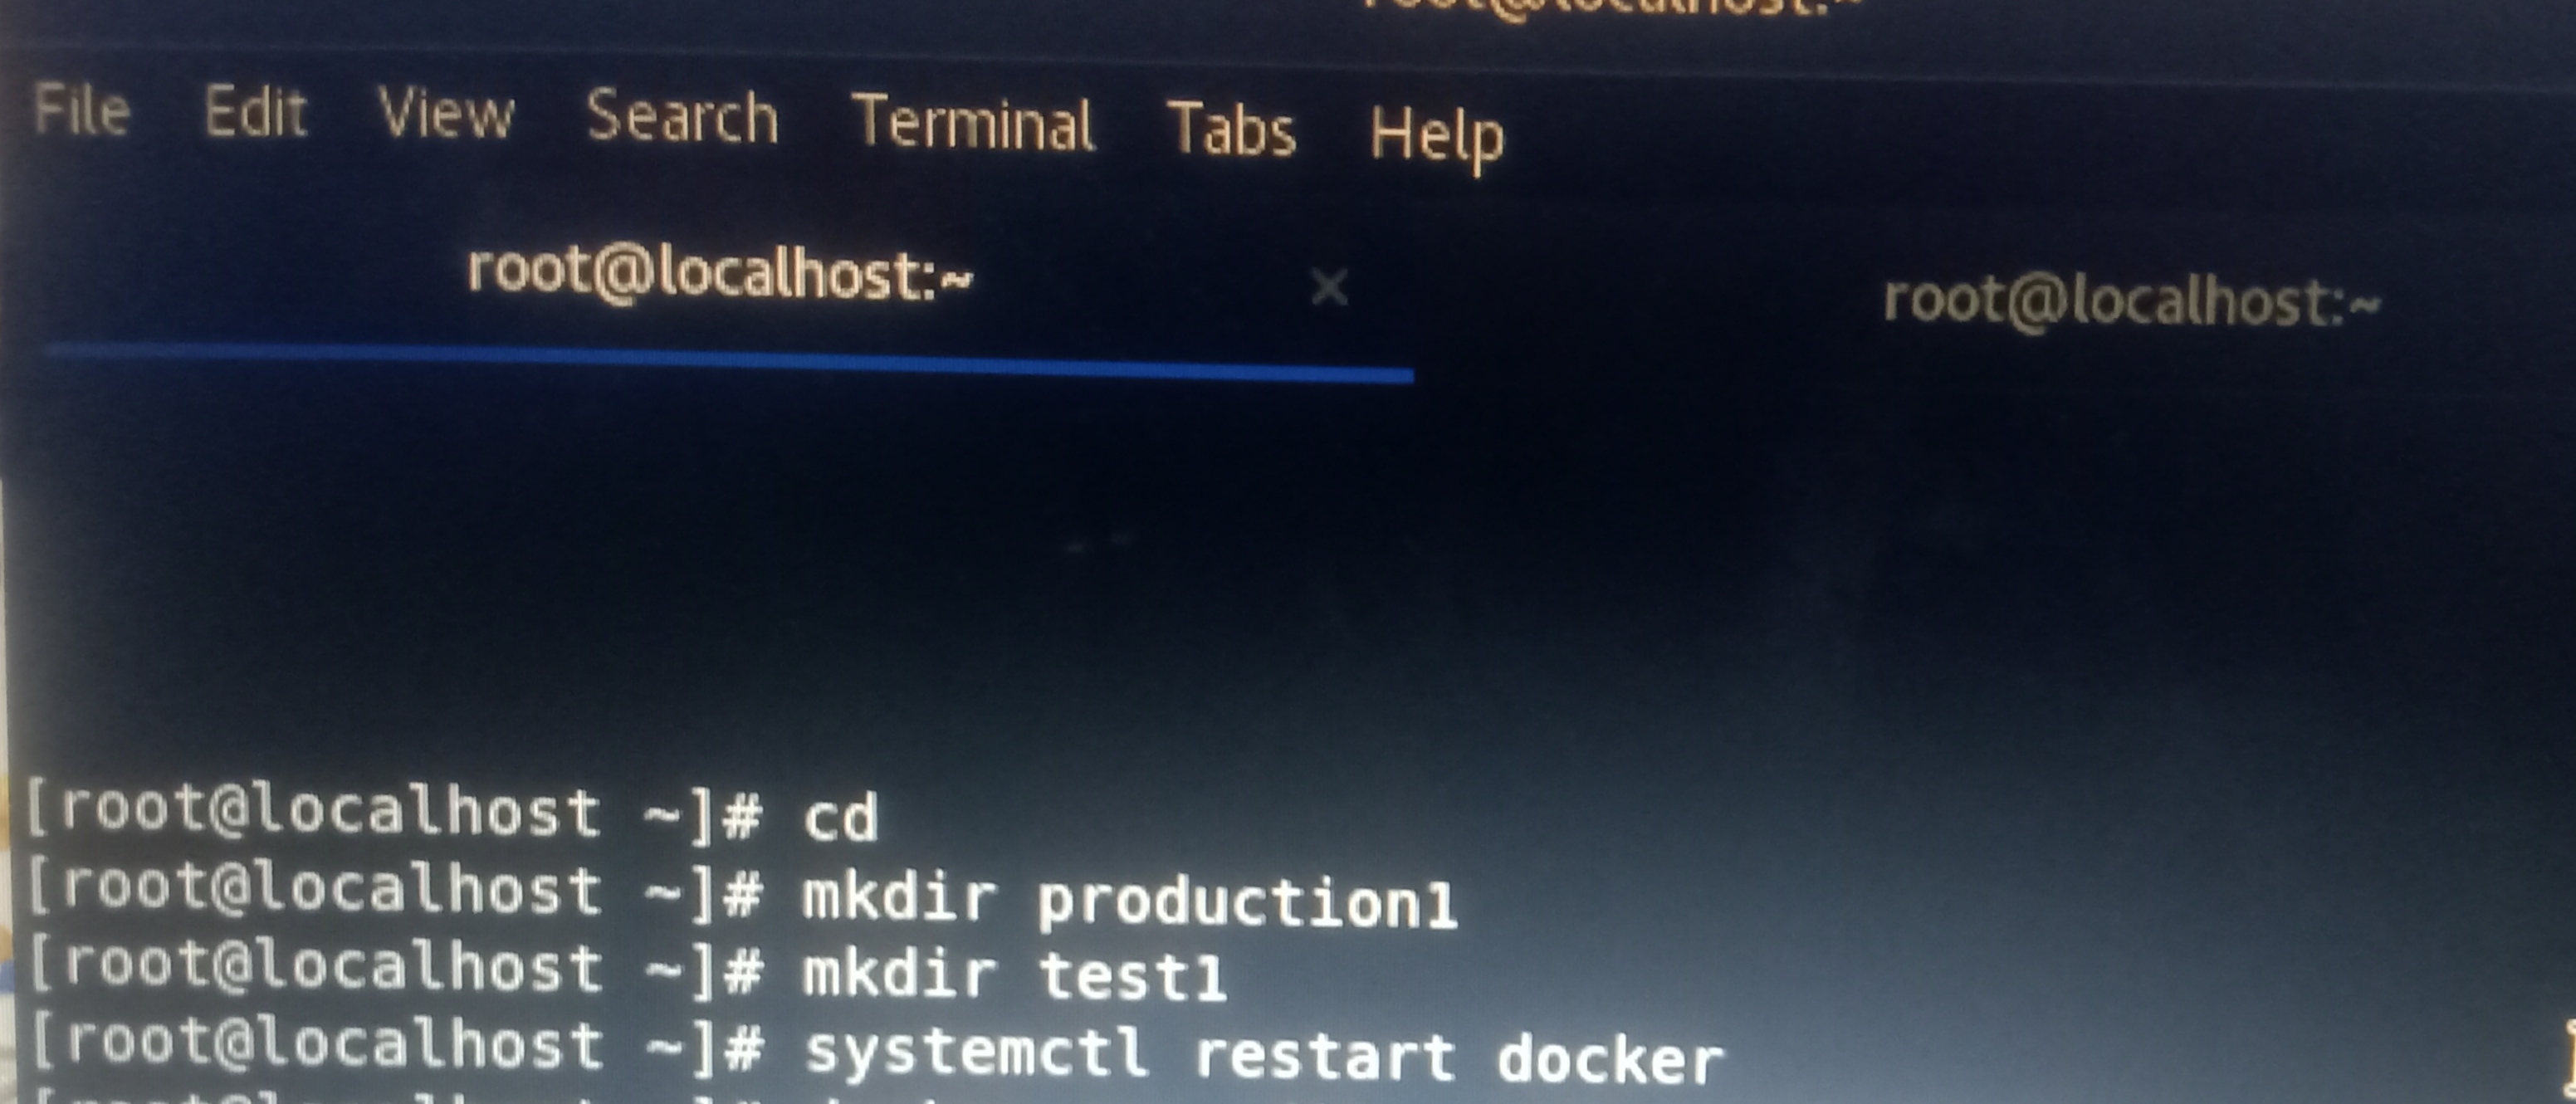 root@localhost:~
File Edit View Search Terminal Tabs Help
root@localhost:~ × root@localhost:~
[root@localhost ~]# cd
[root@localhost ~]# mkdir production1
[root@localhost ~]# mkdir test1
[root@localhost ~]# systemctl restart docker